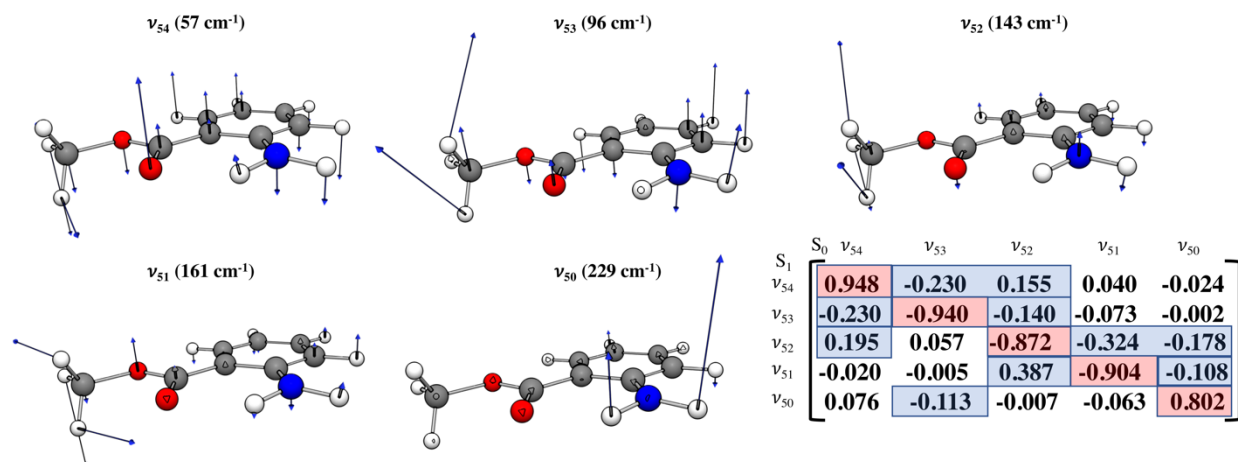 ν54 (57 cm-1)
ν53 (96 cm-1)
ν52 (143 cm-1)
ν51 (161 cm-1)
ν50 (229 cm-1)
S0 ν54 ν53 ν52 ν51 ν50
S1
ν54 0.948 -0.230 0.155 0.040 -0.024
ν53 -0.230 -0.940 -0.140 -0.073 -0.002
ν52 0.195 0.057 -0.872 -0.324 -0.178
ν51 -0.020 -0.005 0.387 -0.904 -0.108
ν50 0.076 -0.113 -0.007 -0.063 0.802